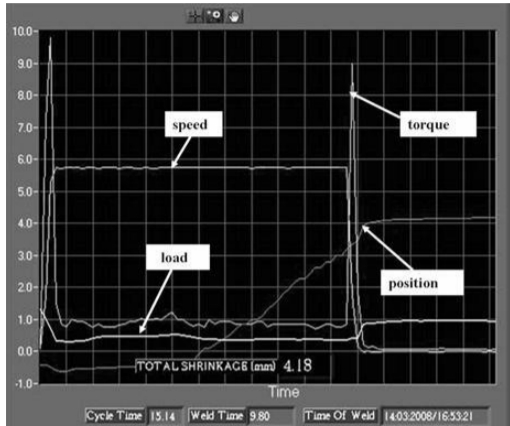 10.0
9.0
8.0
7.0
6.0
5.0
4.0
3.0
2.0
1.0
0.0
-1.0
speed
torque
load
position
TOTAL SHRINKAGE (mm) 4.18
Time
Cycle Time 15.14 Weld Time 9.80 Time Of Weld 14.03.2008/16:53:21